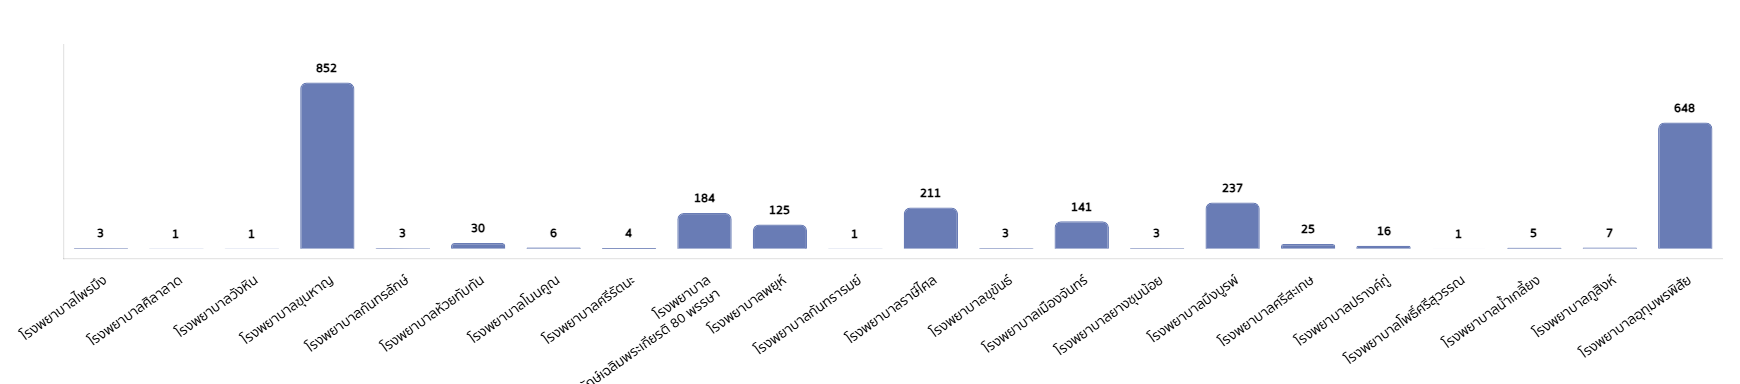 852
648
237
211
184
141
125
30
25
16
3
1
1
3
6
4
1
3
3
1
5
7
โรงพยาบาลไพรบึง
โรงพยาบาลศิลาลาด
โรงพยาบาลวังหิน
โรงพยาบาลขุนหาญ
โรงพยาบาลกันทรลักษ์
โรงพยาบาลห้วยทับทัน
โรงพยาบาลโนนคูณ
โรงพยาบาลศรีรัตนะ
โรงพยาบาล
เฉลิมพระเกียรติ 80 พรรษา
โรงพยาบาลพยุห์
โรงพยาบาลกันทรารมย์
โรงพยาบาลราษีไศล
โรงพยาบาลขุขันธ์
โรงพยาบาลเมืองจันทร์
โรงพยาบาลยางชุมน้อย
โรงพยาบาลบึงบูรพ์
โรงพยาบาลศรีสะเกษ
โรงพยาบาลปรางค์กู่
โรงพยาบาลโพธิ์ศรีสุวรรณ
โรงพยาบาลน้ำเกลี้ยง
โรงพยาบาลภูสิงห์
โรงพยาบาลอุทุมพรพิสัย